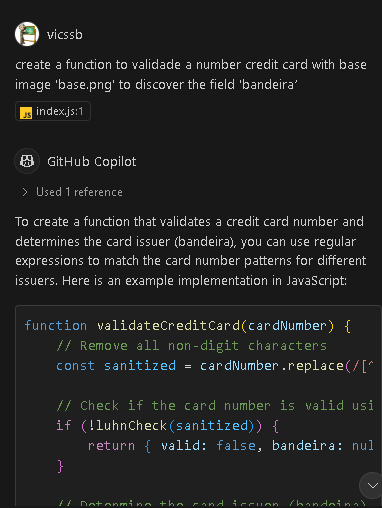 vicssb
create a function to validade a number credit card with base
image 'base.png' to discover the field 'bandeira'
JS index.js:1
GitHub Copilot
Used 1 reference
To create a function that validates a credit card number and
determines the card issuer (bandeira), you can use regular
expressions to match the card number patterns for different
issuers. Here is an example implementation in JavaScript:
function validateCreditCard(cardNumber) {
// Remove all non-digit characters
const sanitized = cardNumber.replace(/[^
// Check if the card number is valid usi
if (!luhnCheck(sanitized)) {
return { valid: false, bandeira: nul
}
// Determine the card issuer (bandeira)